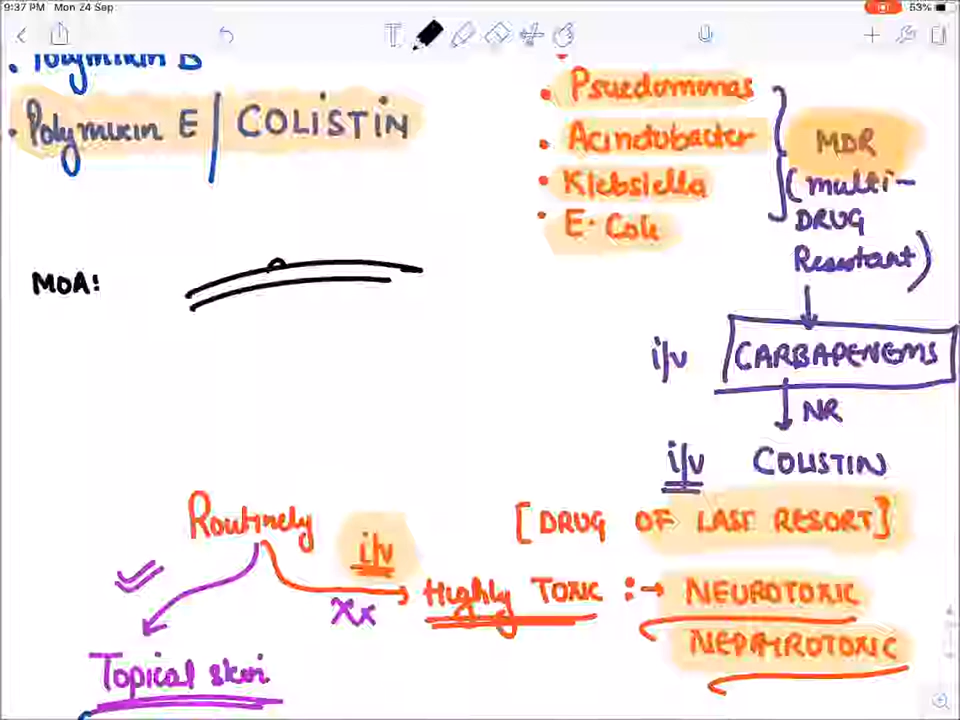 9:37 PM Mon 24 Sep
53%
T
• Polymixin B
• Polymixin E / COLISTIN
• Psuedomonas
• Acinetobacter
• Klebsiella
• E. Coli
MDR
(multi-
DRUG
Resistant)
MOA:
i/v CARBAPENEMS
NR
i/v COLISTIN
[DRUG OF LAST RESORT]
Routinely
i/v
Highly TOXIC :→ NEUROTOXIC
NEPHROTOXIC
Xx
Topical skin